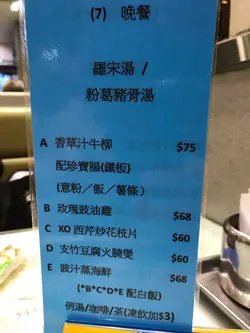 (7) 晚餐
羅宋湯 /
粉葛豬骨湯
A 香草汁牛柳 $75
配珍寶腸(鐵板)
(意粉／飯／薯條)
B 玫瑰豉油雞 $68
C XO 西芹炒花枝片 $60
D 支竹豆腐火腩煲 $60
E 豉汁蒸海鮮 $68
(*B*C*D*E 配白飯)
例湯/咖啡/茶(凍飲加$3)